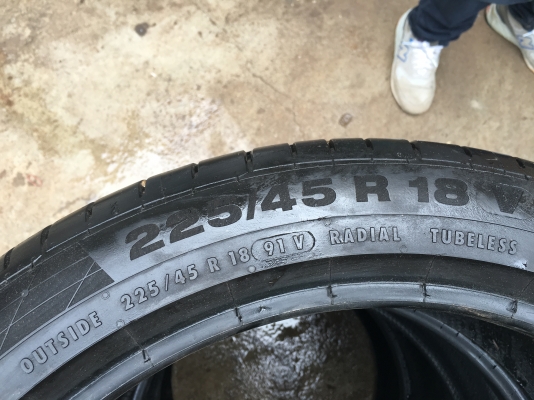 225/45 R 18 V
OUTSIDE 225/45 R 18 91 V RADIAL TUBELESS